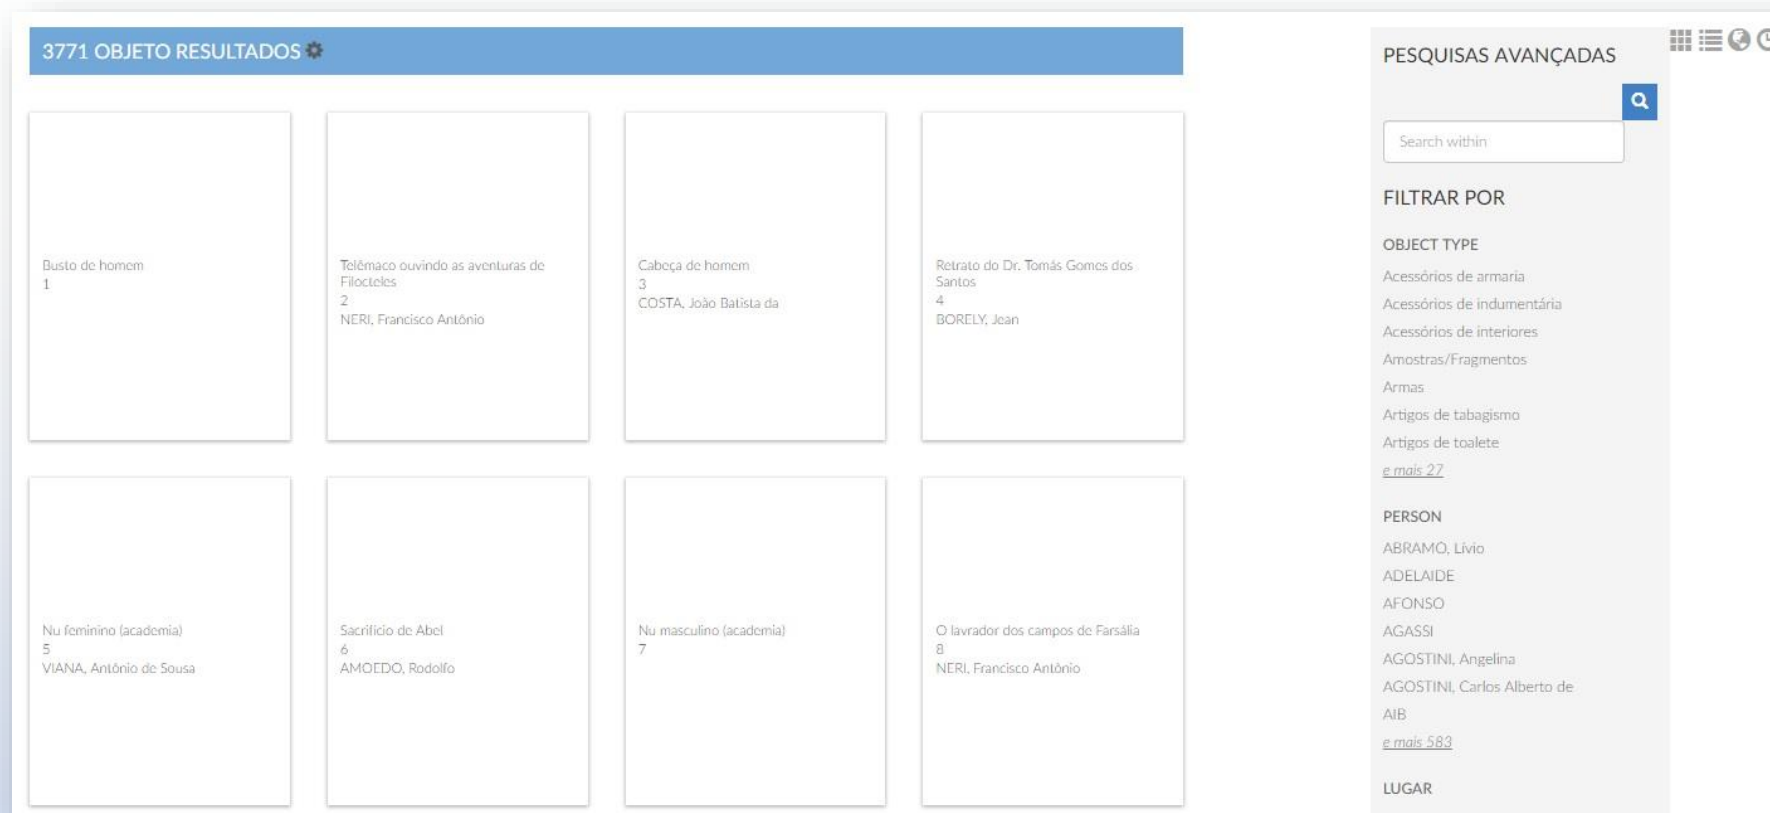 3771 OBJETO RESULTADOS
Busto de homem
1
Telêmaco ouvindo as aventuras de
Filocteles
2
NERI, Francisco Antônio
Cabeça de homem
3
COSTA, João Batista da
Retrato do Dr. Tomás Gomes dos
Santos
4
BORELY, Jean
Nu feminino (academia)
5
VIANA, Antônio de Sousa
Sacrifício de Abel
6
AMOEDO, Rodolfo
Nu masculino (academia)
7
O lavrador dos campos de Farsália
8
NERI, Francisco Antônio
PESQUISAS AVANÇADAS
Search within
FILTRAR POR
OBJECT TYPE
Acessórios de armaria
Acessórios de indumentária
Acessórios de interiores
Amostras/Fragmentos
Armas
Artigos de tabagismo
Artigos de toalete
e mais 27
PERSON
ABRAMO, Lívio
ADELAIDE
AFONSO
AGASSI
AGOSTINI, Angelina
AGOSTINI, Carlos Alberto de
AIB
e mais 583
LUGAR